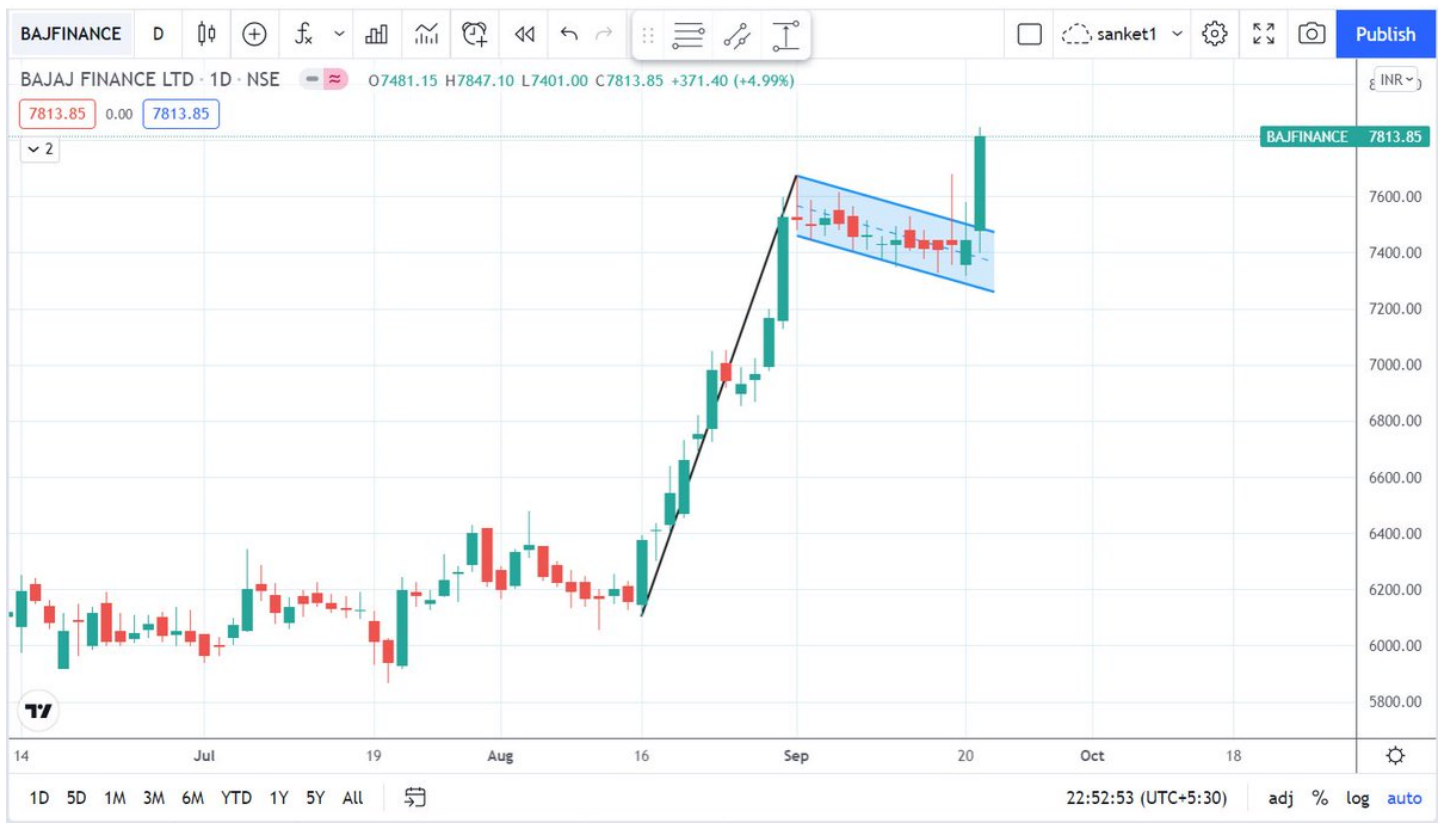 BAJFINANCE D fx sanket1 Publish
BAJAJ FINANCE LTD · 1D · NSE O7481.15 H7847.10 L7401.00 C7813.85 +371.40 (+4.99%)
INR
7813.85 0.00 7813.85
BAJFINANCE 7813.85
2
7600.00
7400.00
7200.00
7000.00
6800.00
6600.00
6400.00
6200.00
6000.00
5800.00
14 Jul 19 Aug 16 Sep 20 Oct 18
1D 5D 1M 3M 6M YTD 1Y 5Y All 22:52:53 (UTC+5:30) adj % log auto